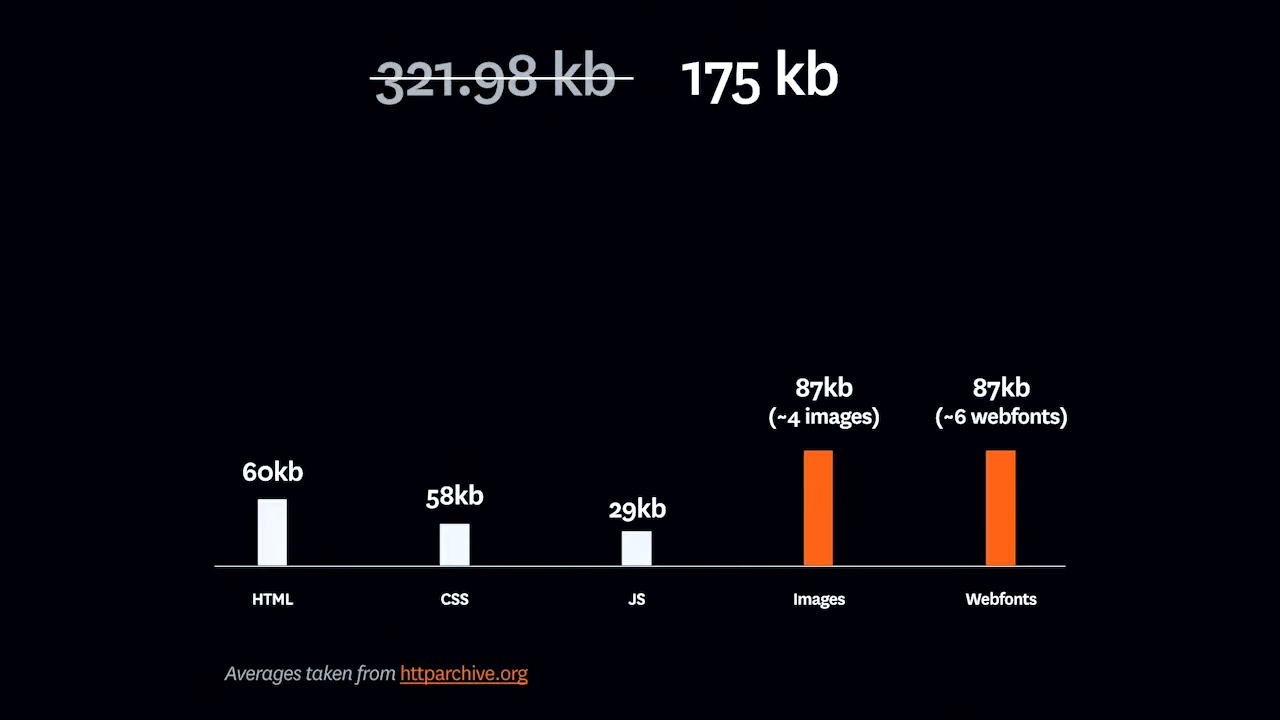 321.98 kb 175 kb
87kb 87kb
(~4 images) (~6 webfonts)
60kb
58kb
29kb
HTML CSS JS Images Webfonts
Averages taken from httparchive.org